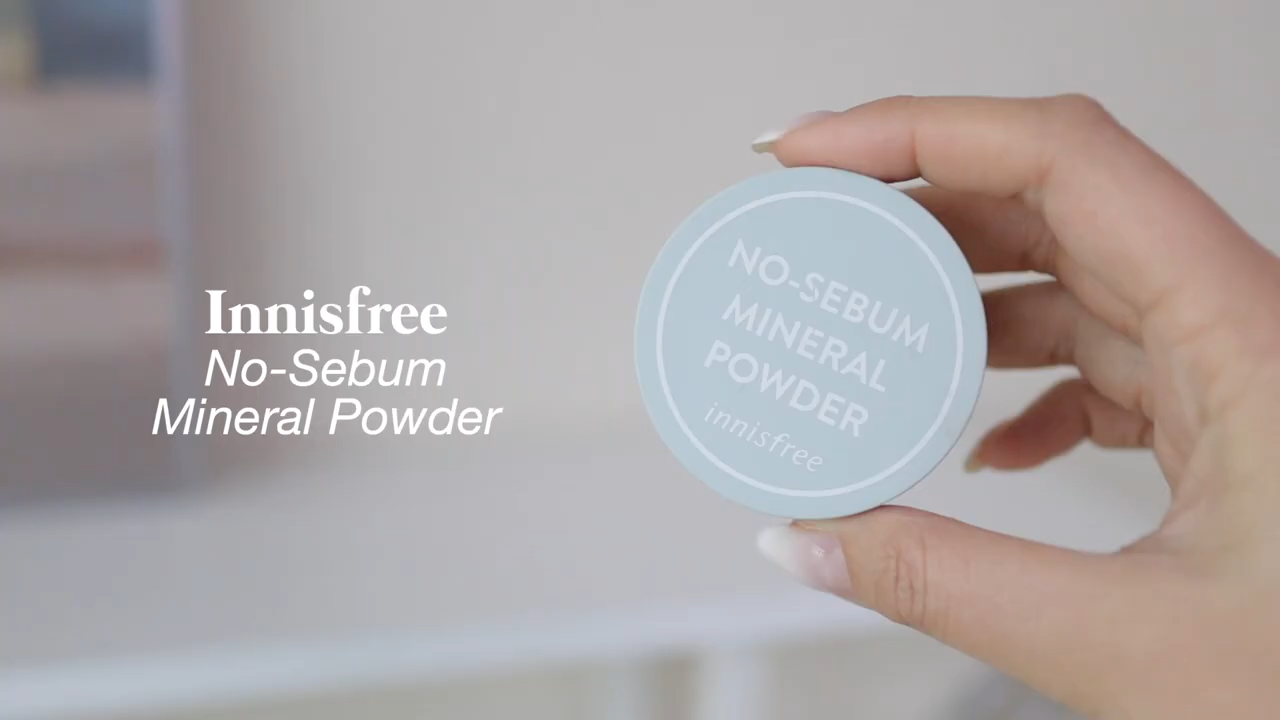 Innisfree
No-Sebum
Mineral Powder
NO-SEBUM
MINERAL
POWDER
innisfree